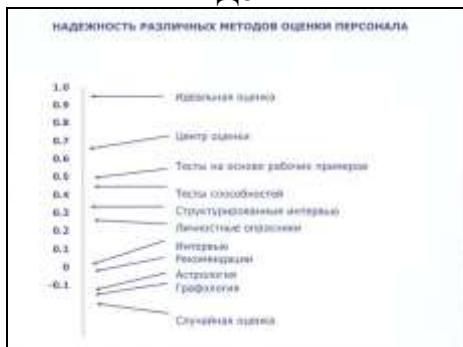 НАДЕЖНОСТЬ РАЗЛИЧНЫХ МЕТОДОВ ОЦЕНКИ ПЕРСОНАЛА
1.0
0.9
0.8
0.7
0.6
0.5
0.4
0.3
0.2
0.1
0
-0.1
Идеальная оценка
Центр оценки
Тесты на основе рабочих примеров
Тесты способностей
Структурированные интервью
Личностные опросники
Интервью
Рекомендации
Астрология
Графология
Случайная оценка